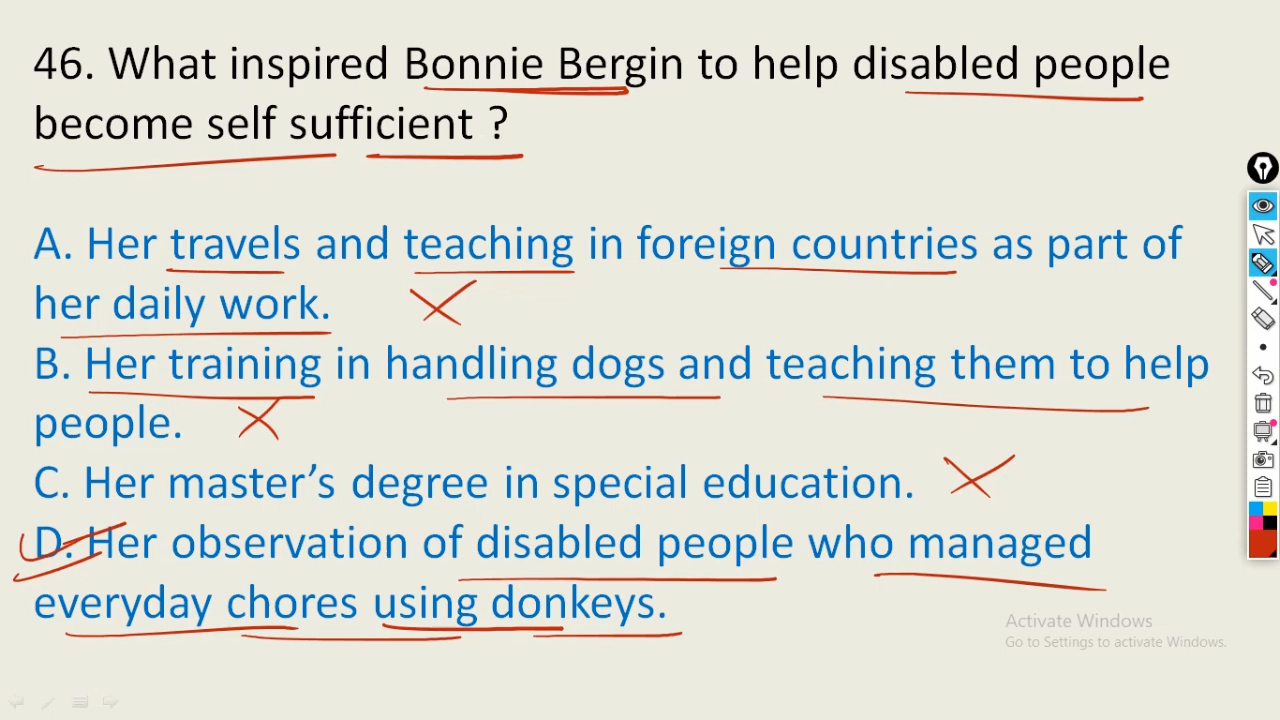 46. What inspired Bonnie Bergin to help disabled people
become self sufficient ?
A. Her travels and teaching in foreign countries as part of
her daily work.
B. Her training in handling dogs and teaching them to help
people.
C. Her master’s degree in special education.
D. Her observation of disabled people who managed
everyday chores using donkeys.
Activate Windows
Go to Settings to activate Windows.